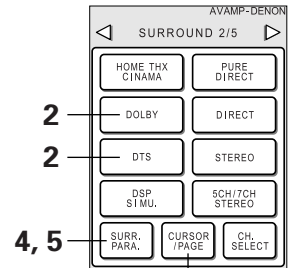 AVAMP-DENON
SURROUND 2/5
HOME THX
CINAMA
PURE
DIRECT
2
DOLBY
DIRECT
2
DTS
STEREO
DSP
SIMU.
5CH/7CH
STEREO
4, 5
SURR.
PARA.
CURSOR
/PAGE
CH.
SELECT